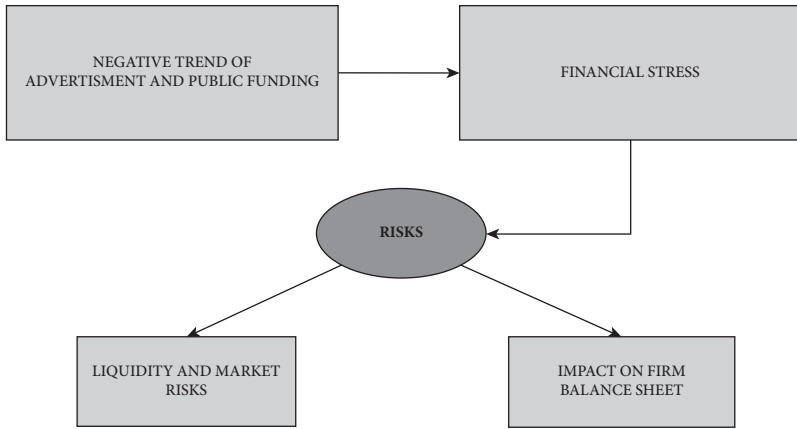 NEGATIVE TREND OF
ADVERTISMENT AND PUBLIC FUNDING
FINANCIAL STRESS
RISKS
LIQUIDITY AND MARKET
RISKS
IMPACT ON FIRM
BALANCE SHEET